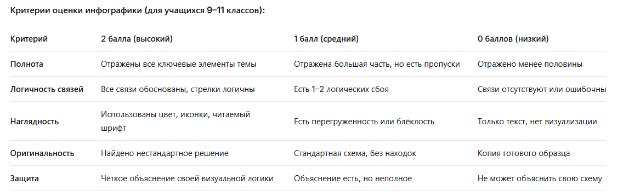 Критерии оценки инфографики (для учащихся 9–11 классов):
Критерий 2 балла (высокий) 1 балл (средний) 0 баллов (низкий)
Полнота Отражены все ключевые элементы темы Отражена большая часть, но есть пропуски Отражено менее половины
Логичность связей Все связи обоснованы, стрелки логичны Есть 1–2 логических сбоя Связи отсутствуют или ошибочны
Наглядность Использованы цвет, иконки, читаемый шрифт Есть перегруженность или блёклость Только текст, нет визуализации
Оригинальность Найдено нестандартное решение Стандартная схема, без находок Копия готового образца
Защита Чёткое объяснение своей визуальной логики Объяснение есть, но неполное Не может объяснить свою схему